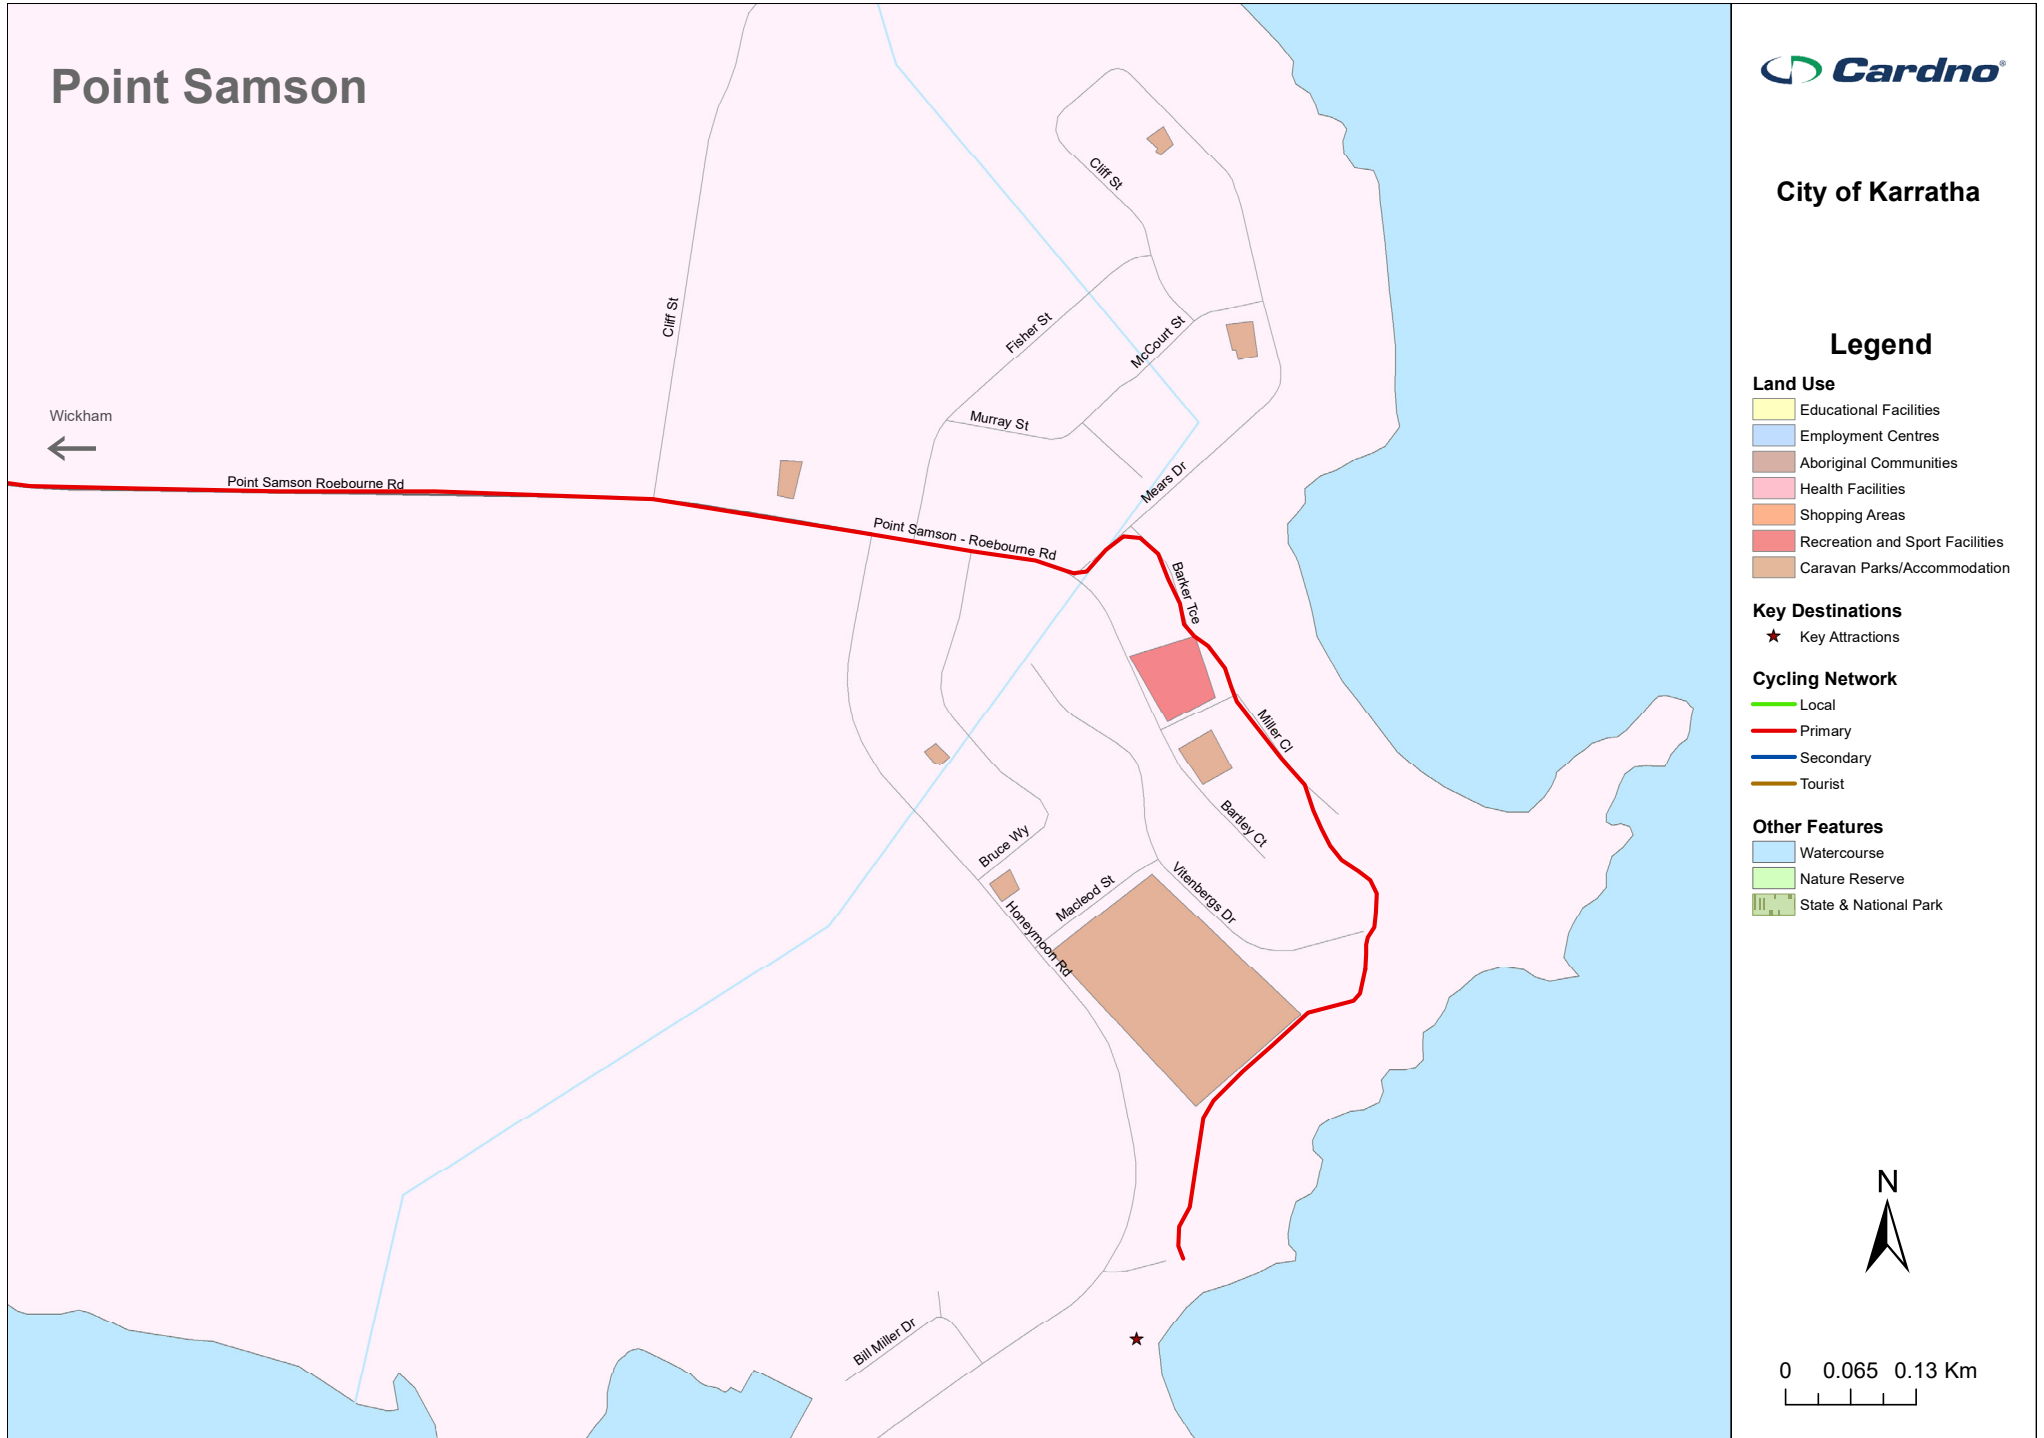 Point Samson
Cliff St
Cliff St
Fisher St
McCourt St
Murray St
Mears Dr
Wickham
Point Samson Roebourne Rd
Point Samson - Roebourne Rd
Barker Tce
Miller Cl
Bartley Ct
Bruce Wy
Macleod St
Vitenbergs Dr
Honeymoon Rd
Bill Miller Dr
Cardno®
City of Karratha
Legend
Land Use
Educational Facilities
Employment Centres
Aboriginal Communities
Health Facilities
Shopping Areas
Recreation and Sport Facilities
Caravan Parks/Accommodation
Key Destinations
Key Attractions
Cycling Network
Local
Primary
Secondary
Tourist
Other Features
Watercourse
Nature Reserve
State & National Park
N
0 0.065 0.13 Km